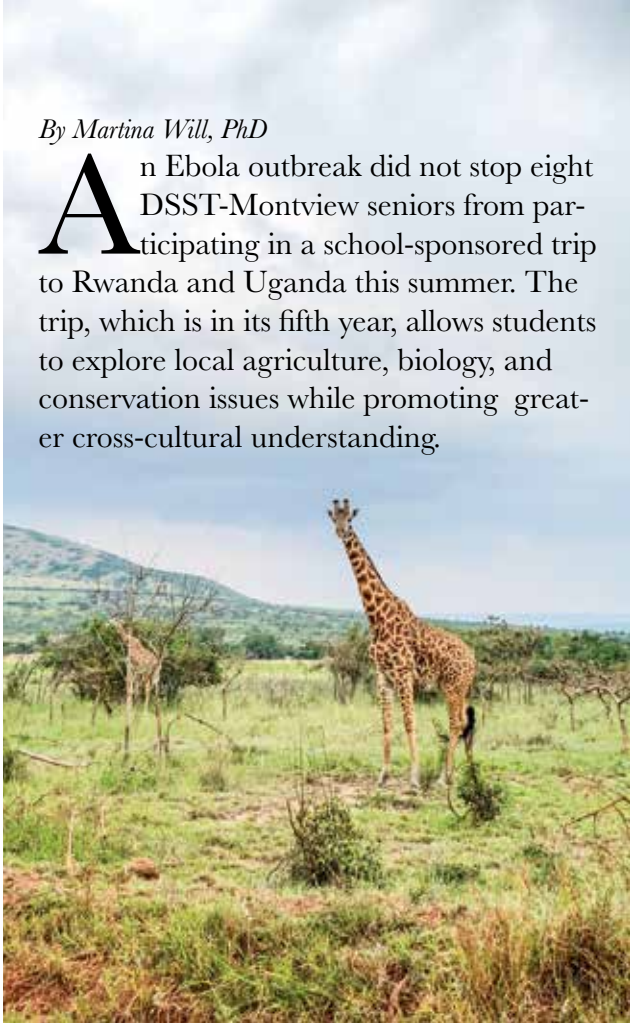 By Martina Will, PhD
An Ebola outbreak did not stop eight
DSST-Montview seniors from par-
ticipating in a school-sponsored trip
to Rwanda and Uganda this summer. The
trip, which is in its fifth year, allows students
to explore local agriculture, biology, and
conservation issues while promoting  great-
er cross-cultural understanding.